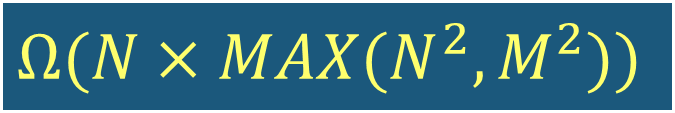 Ω(N × MAX(N², M²))